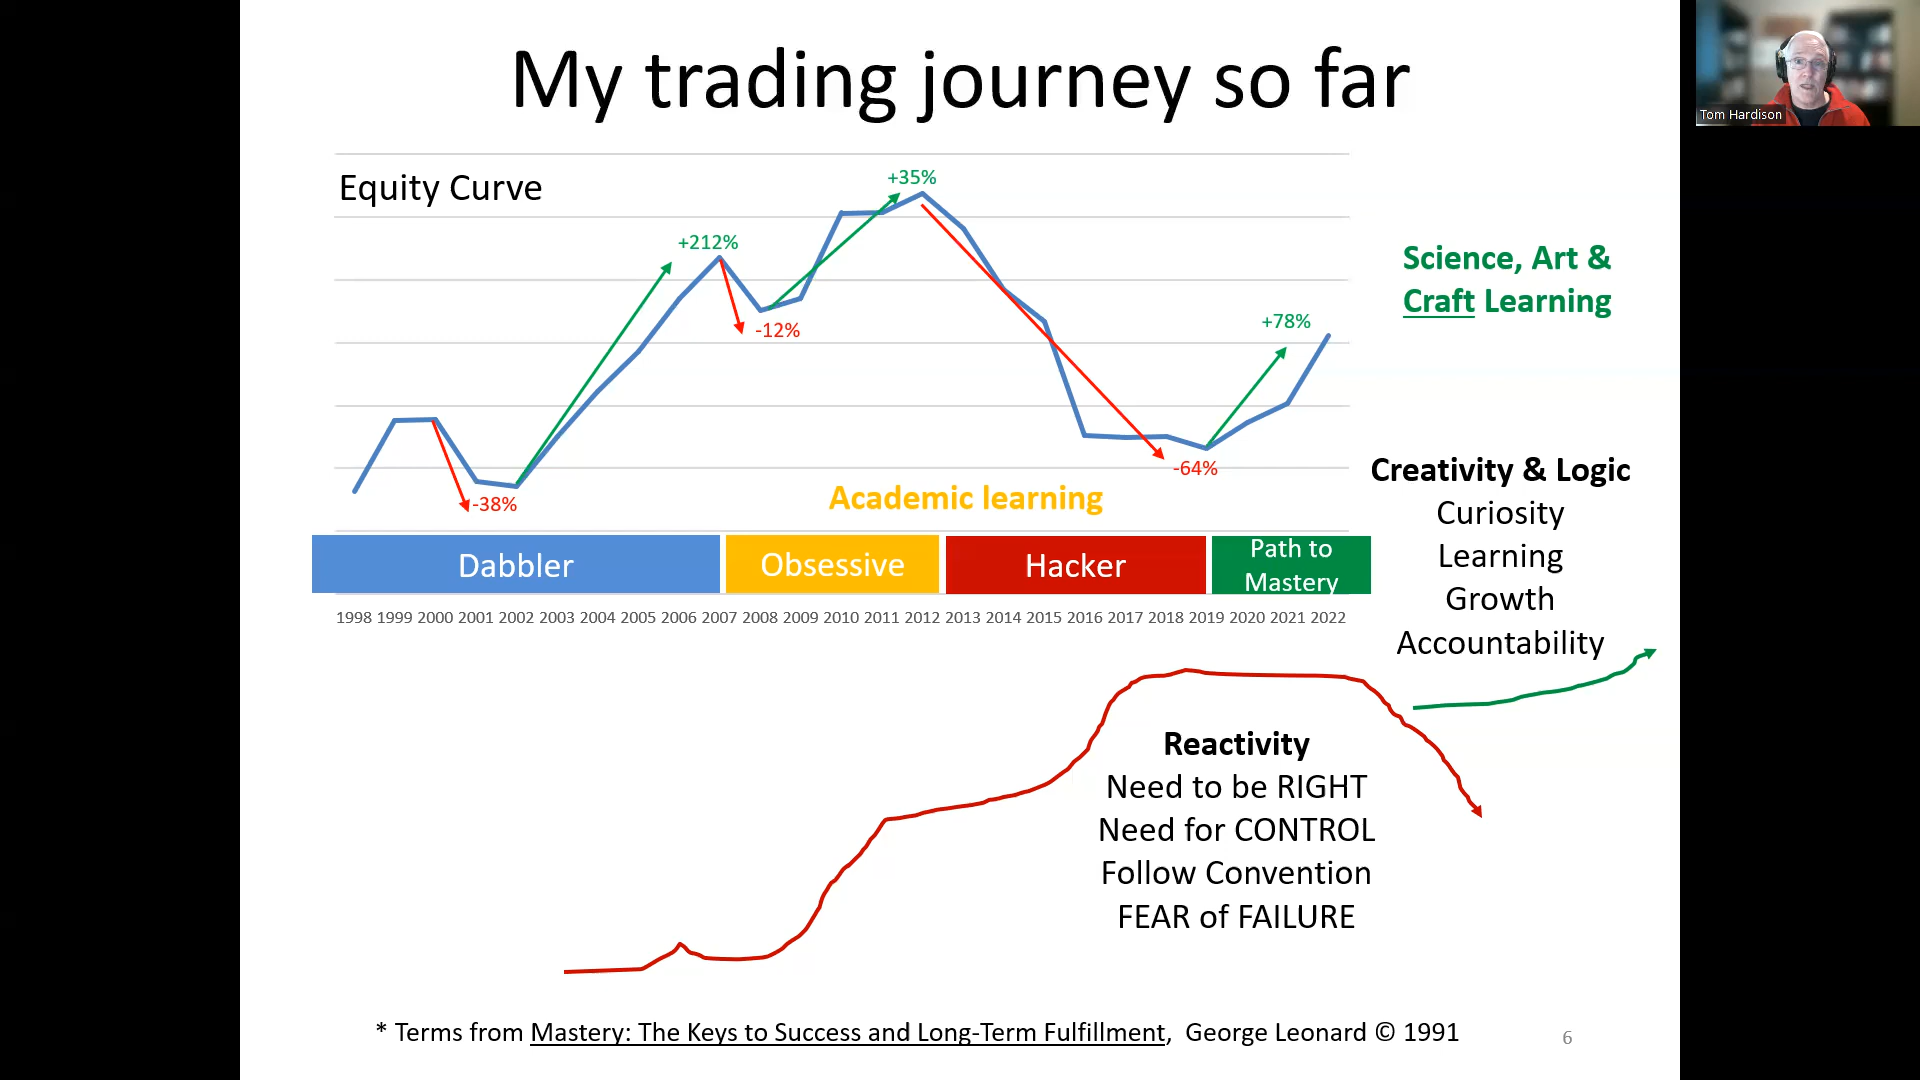 My trading journey so far
Tom Hardison
Equity Curve
+35%
+212%
-12%
+78%
-38%
-64%
Academic learning
Science, Art &
Craft Learning
Dabbler
Obsessive
Hacker
Path to
Mastery
1998 1999 2000 2001 2002 2003 2004 2005 2006 2007 2008 2009 2010 2011 2012 2013 2014 2015 2016 2017 2018 2019 2020 2021 2022
Creativity & Logic
Curiosity
Learning
Growth
Accountability
Reactivity
Need to be RIGHT
Need for CONTROL
Follow Convention
FEAR of FAILURE
* Terms from Mastery: The Keys to Success and Long-Term Fulfillment, George Leonard © 1991
6